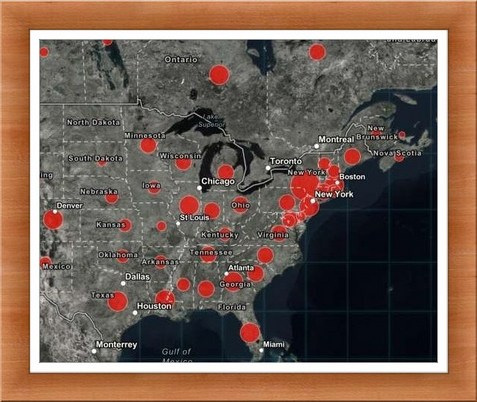 Ontario
North Dakota
Lake
Superior
Minnesota
Montreal
New
Brunswick
South Dakota
Wisconsin
Toronto
Nova Scotia
ing
Iowa
Chicago
New York
Boston
Nebraska
New York
Denver
Ohio
St Louis
Kansas
Kentucky
Virginia
Oklahoma
Tennessee
Arkansas
Mexico
Atlanta
Dallas
Georgia
Texas
Houston
Florida
Monterrey
Gulf of
Mexico
Miami